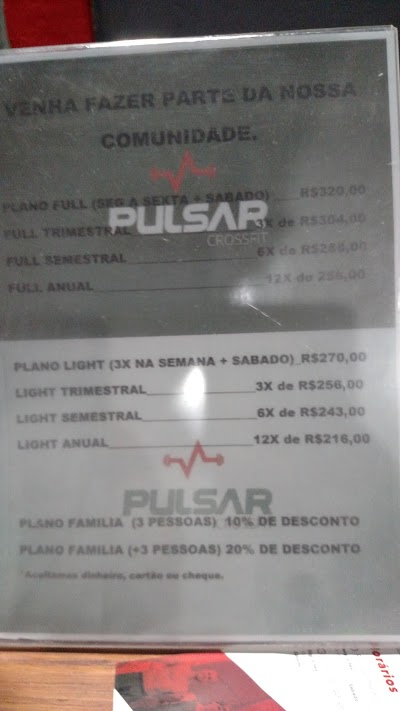 VENHA FAZER PARTE DA NOSSA
COMUNIDADE.
PLANO FULL (SEG A SEXTA + SABADO) R$320,00
PULSAR
CROSSFIT
FULL TRIMESTRAL 3X de R$304,00
FULL SEMESTRAL 6X de R$288,00
FULL ANUAL 12X de 256,00
PLANO LIGHT (3X NA SEMANA + SABADO)_R$270,00
LIGHT TRIMESTRAL 3X de R$256,00
LIGHT SEMESTRAL 6X de R$243,00
LIGHT ANUAL 12X de R$216,00
PULSAR
PLANO FAMILIA (3 PESSOAS) 10% DE DESCONTO
PLANO FAMILIA (+3 PESSOAS) 20% DE DESCONTO
*Aceitamos dinheiro, cartão ou cheque.